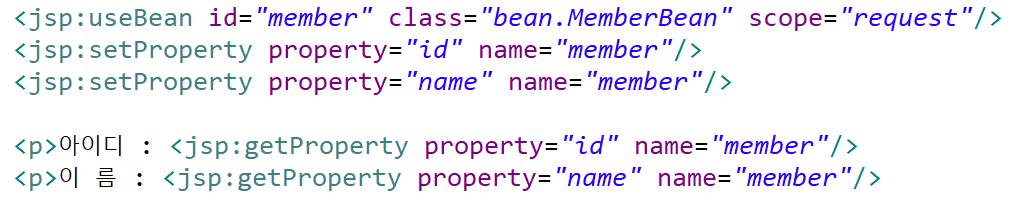 <jsp:useBean id="member" class="bean.MemberBean" scope="request"/>
<jsp:setProperty property="id" name="member"/>
<jsp:setProperty property="name" name="member"/>
<p>아이디 : <jsp:getProperty property="id" name="member"/>
<p>이 름 : <jsp:getProperty property="name" name="member"/>